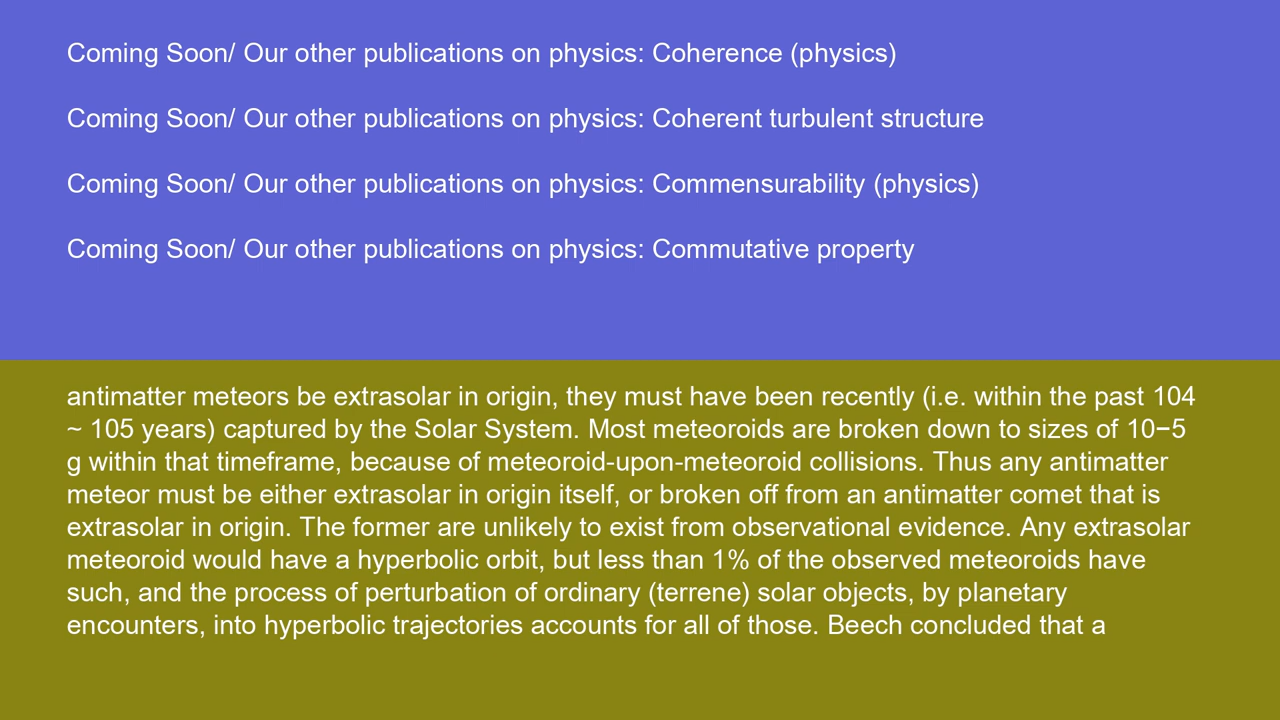 Coming Soon/ Our other publications on physics: Coherence (physics)
Coming Soon/ Our other publications on physics: Coherent turbulent structure
Coming Soon/ Our other publications on physics: Commensurability (physics)
Coming Soon/ Our other publications on physics: Commutative property
antimatter meteors be extrasolar in origin, they must have been recently (i.e. within the past 104
~ 105 years) captured by the Solar System. Most meteoroids are broken down to sizes of 10−5
g within that timeframe, because of meteoroid-upon-meteoroid collisions. Thus any antimatter
meteor must be either extrasolar in origin itself, or broken off from an antimatter comet that is
extrasolar in origin. The former are unlikely to exist from observational evidence. Any extrasolar
meteoroid would have a hyperbolic orbit, but less than 1% of the observed meteoroids have
such, and the process of perturbation of ordinary (terrene) solar objects, by planetary
encounters, into hyperbolic trajectories accounts for all of those. Beech concluded that a